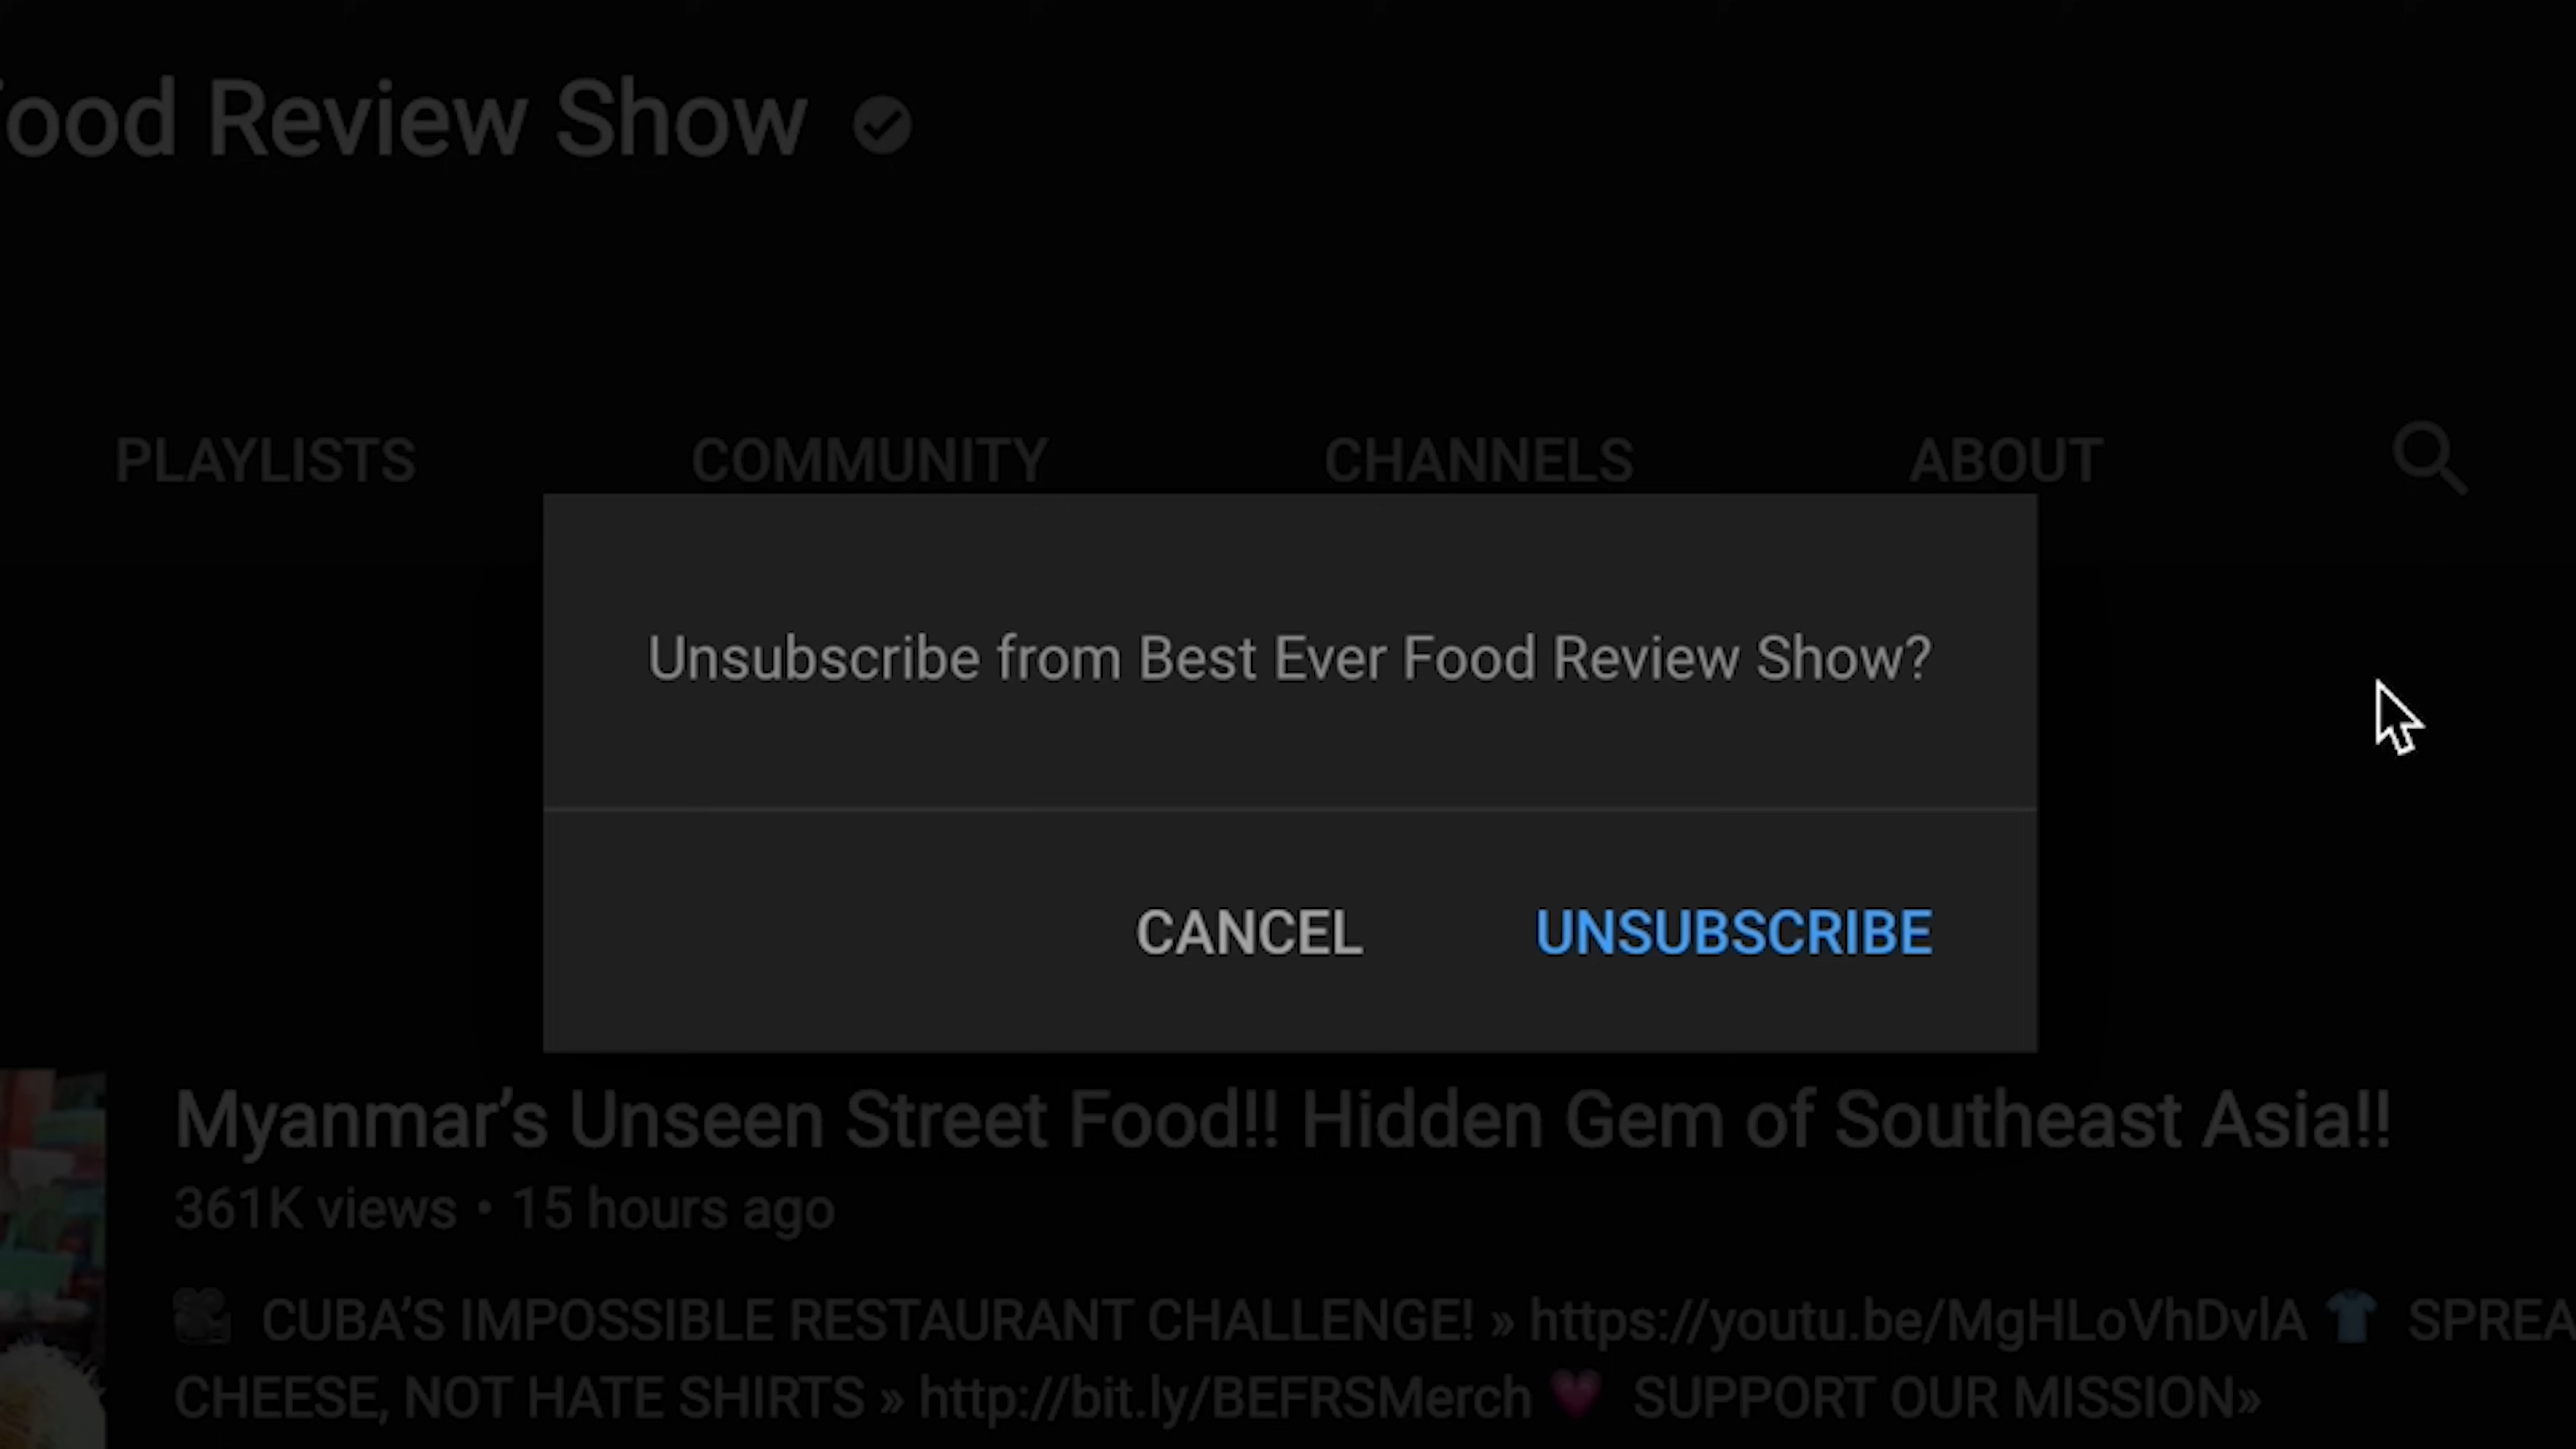 ood Review Show
PLAYLISTS COMMUNITY CHANNELS ABOUT
Unsubscribe from Best Ever Food Review Show?
CANCEL UNSUBSCRIBE
Myanmar’s Unseen Street Food!! Hidden Gem of Southeast Asia!!
361K views • 15 hours ago
CUBA’S IMPOSSIBLE RESTAURANT CHALLENGE! » https://youtu.be/MgHLoVhDvlA SPREA
CHEESE, NOT HATE SHIRTS » http://bit.ly/BEFRSMerch SUPPORT OUR MISSION»